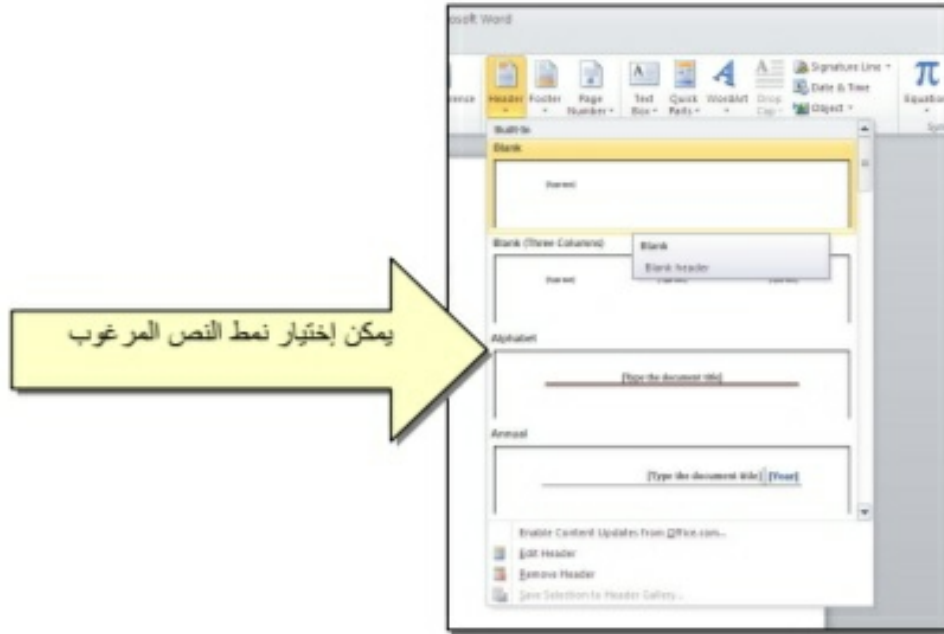 osoft Word
erence
Header
Footer
Page
Number
Text
Box
Quick
Parts
WordArt
Drop
Cap
Signature Line
Date & Time
Object
π
Equation
Built-In
Blank
Blank (Three Columns)
Blank
Blank header
يمكن إختيار نمط النص المرغوب
Alphabet
[Type the document title]
Annual
[Type the document title] [Year]
Enable Content Updates from Office.com...
Edit Header
Remove Header
Save Selection to Header Gallery...